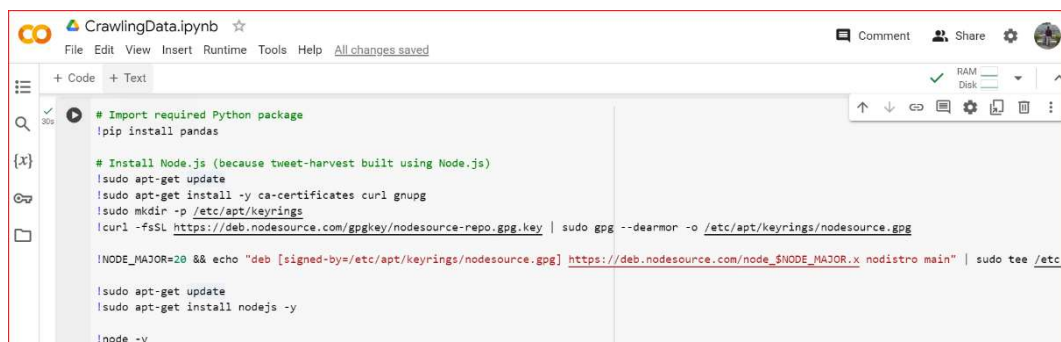 CrawlingData.ipynb
Comment Share
File Edit View Insert Runtime Tools Help All changes saved
+ Code + Text
RAM
Disk
30s
{x}
# Import required Python package
!pip install pandas
# Install Node.js (because tweet-harvest built using Node.js)
!sudo apt-get update
!sudo apt-get install -y ca-certificates curl gnupg
!sudo mkdir -p /etc/apt/keyrings
!curl -fsSL https://deb.nodesource.com/gpgkey/nodesource-repo.gpg.key | sudo gpg --dearmor -o /etc/apt/keyrings/nodesource.gpg
!NODE_MAJOR=20 && echo "deb [signed-by=/etc/apt/keyrings/nodesource.gpg] https://deb.nodesource.com/node_$NODE_MAJOR.x nodistro main" | sudo tee /etc
!sudo apt-get update
!sudo apt-get install nodejs -y
!node -v